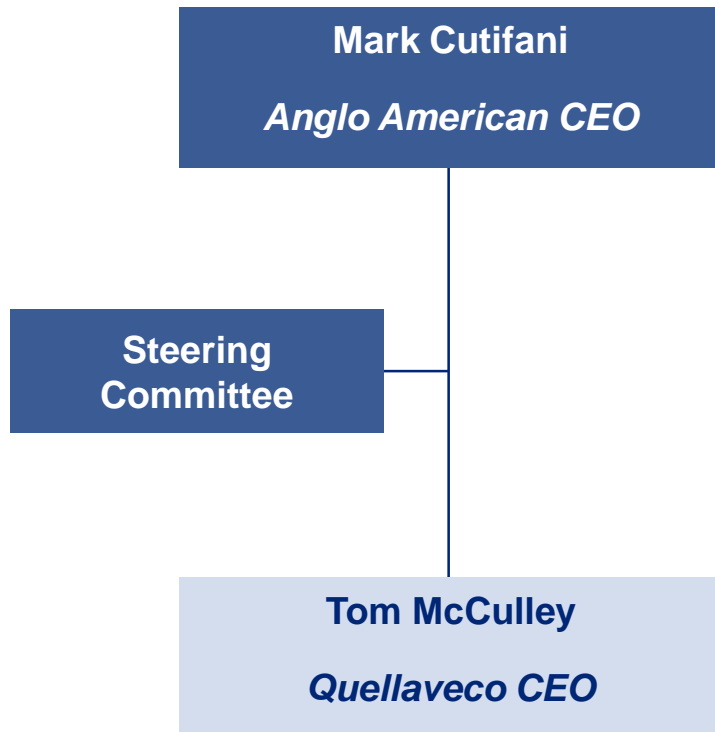 Mark Cutifani
Anglo American CEO
Steering
Committee
Tom McCulley
Quellaveco CEO